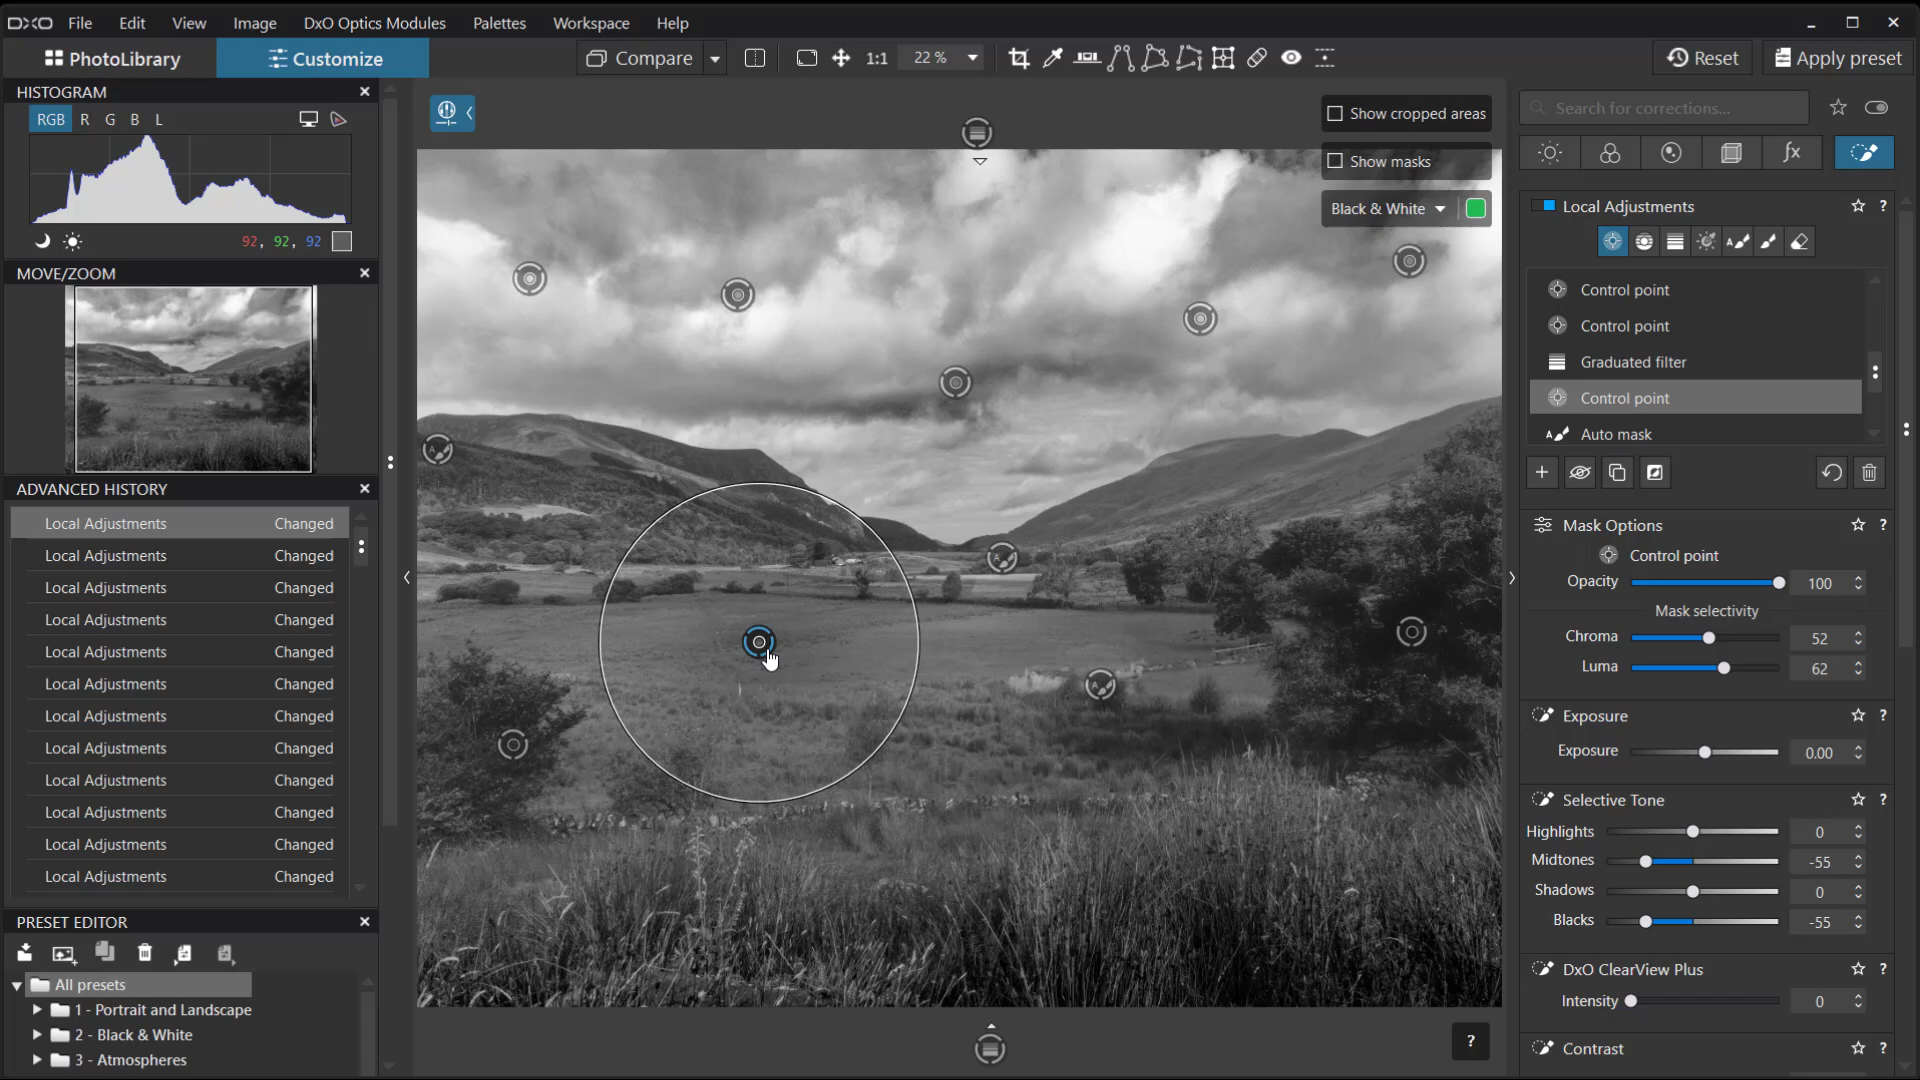 DXO File Edit View Image DxO Optics Modules Palettes Workspace Help
PhotoLibrary Customize Compare 1:1 22 % Reset Apply preset
HISTOGRAM
RGB R G B L
92, 92, 92
MOVE/ZOOM
ADVANCED HISTORY
Local Adjustments Changed
Local Adjustments Changed
Local Adjustments Changed
Local Adjustments Changed
Local Adjustments Changed
Local Adjustments Changed
Local Adjustments Changed
Local Adjustments Changed
Local Adjustments Changed
Local Adjustments Changed
Local Adjustments Changed
Local Adjustments Changed
PRESET EDITOR
All presets
1 - Portrait and Landscape
2 - Black & White
3 - Atmospheres
Show cropped areas
Show masks
Black & White
A
A
A
?
Search for corrections...
fx
Local Adjustments ?
A
Control point
Control point
Graduated filter
Control point
A Auto mask
Mask Options ?
Control point
Opacity 100
Mask selectivity
Chroma 52
Luma 62
Exposure ?
Exposure 0.00
Selective Tone ?
Highlights 0
Midtones -55
Shadows 0
Blacks -55
DxO ClearView Plus ?
Intensity 0
Contrast ?